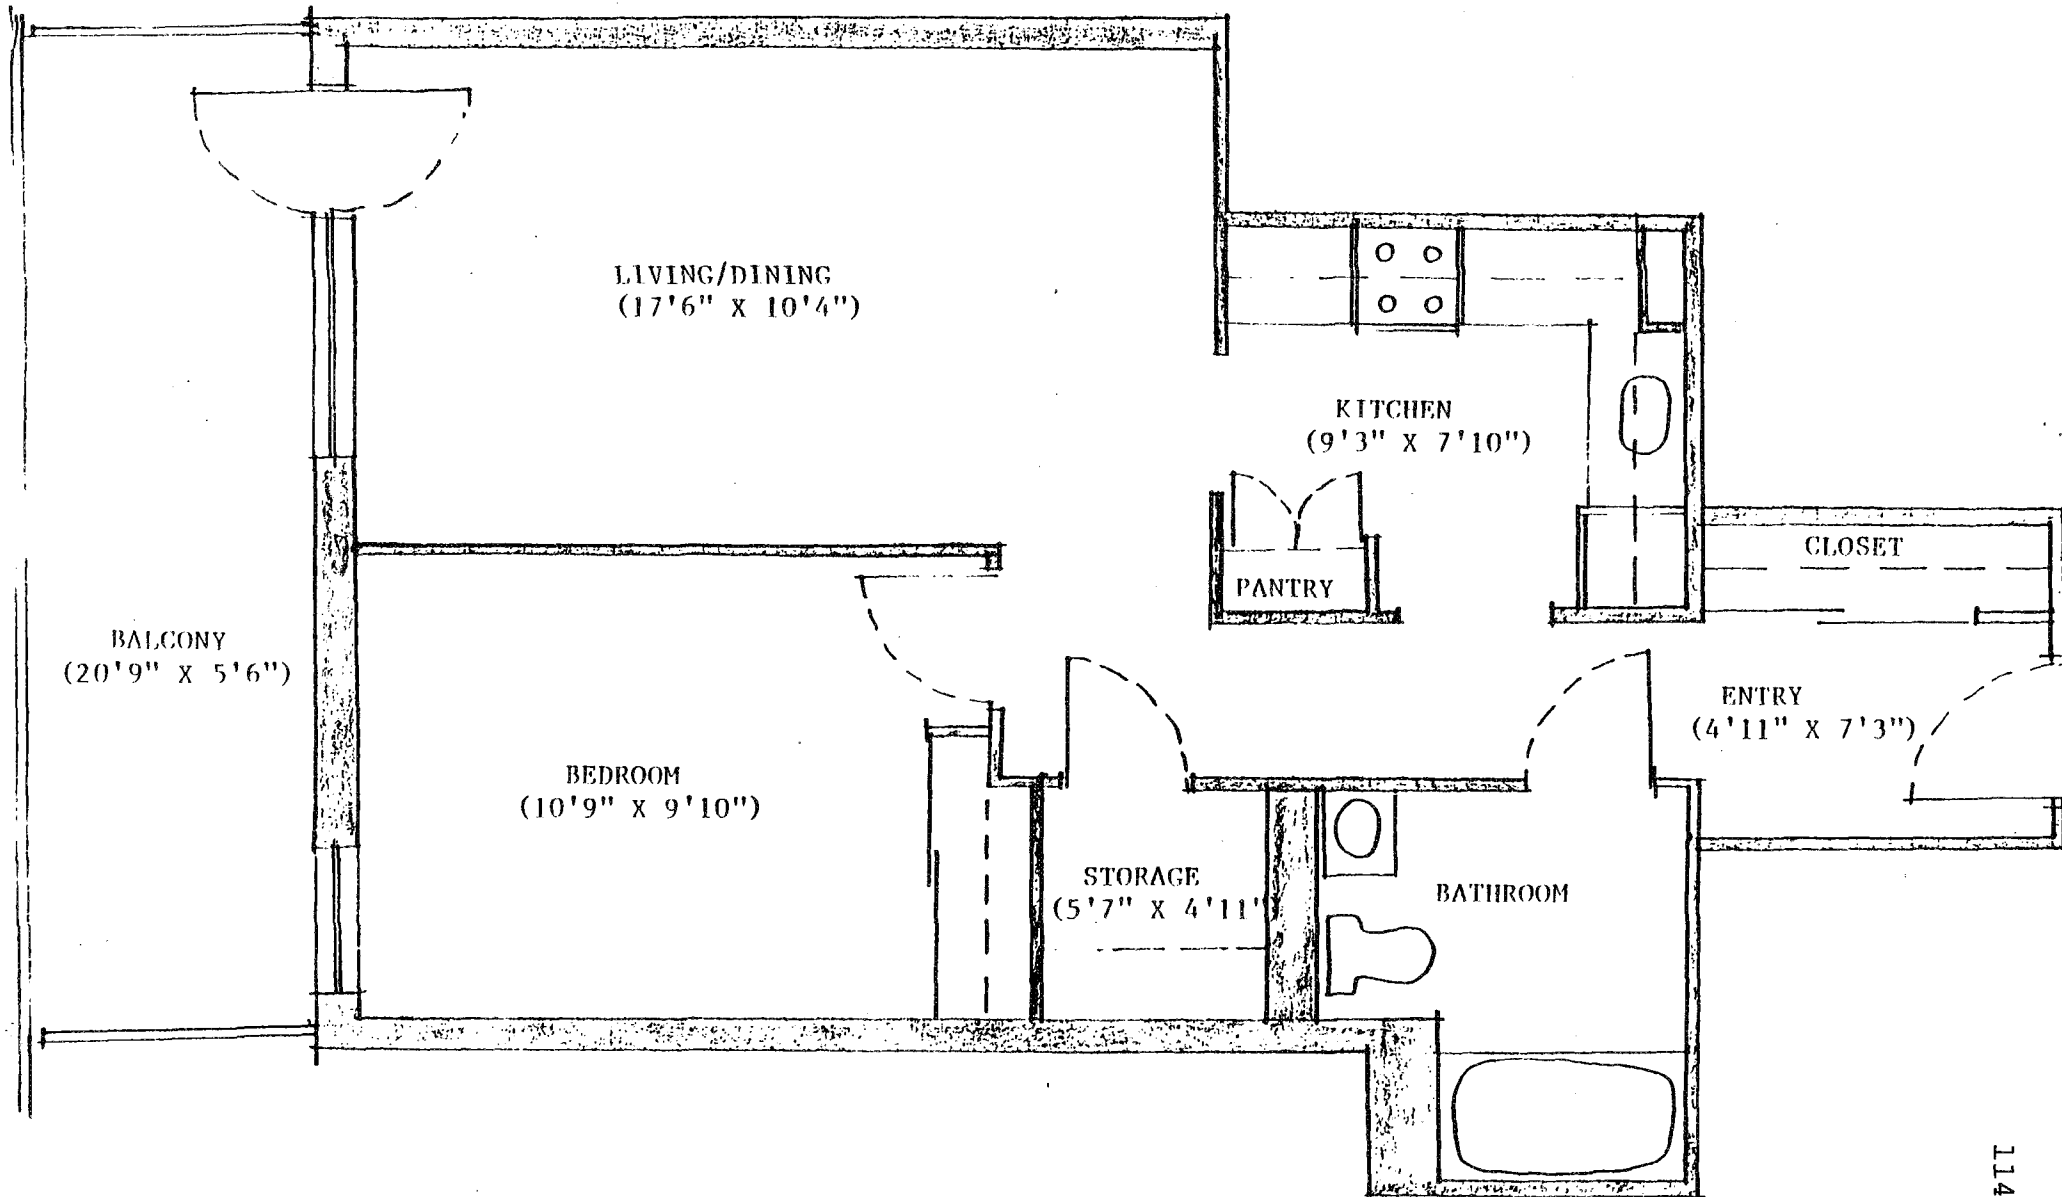 LIVING/DINING
(17'6" X 10'4")
KITCHEN
(9'3" X 7'10")
CLOSET
PANTRY
BALCONY
(20'9" X 5'6")
ENTRY
(4'11" X 7'3")
BEDROOM
(10'9" X 9'10")
STORAGE
(5'7" X 4'11"
BATHROOM
114